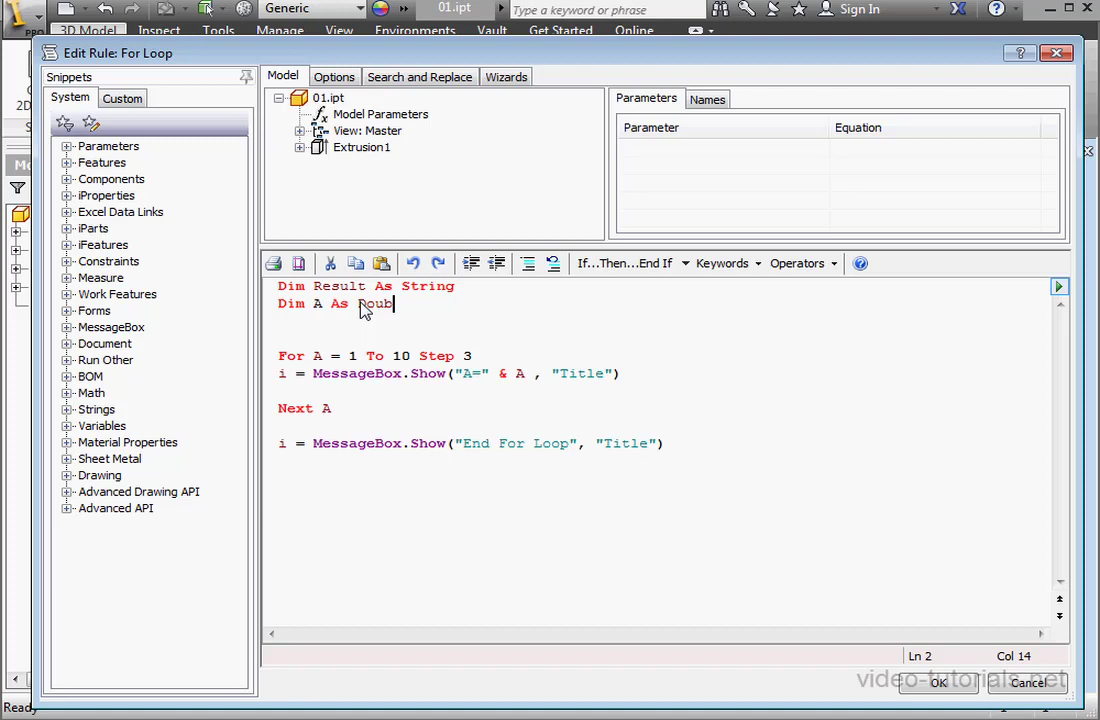 Generic
01.ipt
Type a keyword or phrase
Sign In
PRO
3D Model Inspect Tools Manage View Environments Vault Get Started Online
Edit Rule: For Loop
Snippets
System Custom
Parameters
Features
Components
iProperties
Excel Data Links
iParts
iFeatures
Constraints
Measure
Work Features
Forms
MessageBox
Document
Run Other
BOM
Math
Strings
Variables
Material Properties
Sheet Metal
Drawing
Advanced Drawing API
Advanced API
Model Options Search and Replace Wizards
01.ipt
Model Parameters
View: Master
Extrusion1
Parameters Names
Parameter Equation
If...Then...End If Keywords Operators
Dim Result As String
Dim A As Doub
For A = 1 To 10 Step 3
i = MessageBox.Show("A=" & A , "Title")
Next A
i = MessageBox.Show("End For Loop", "Title")
Ln 2 Col 14
video-tutorials.net
OK Cancel
Ready